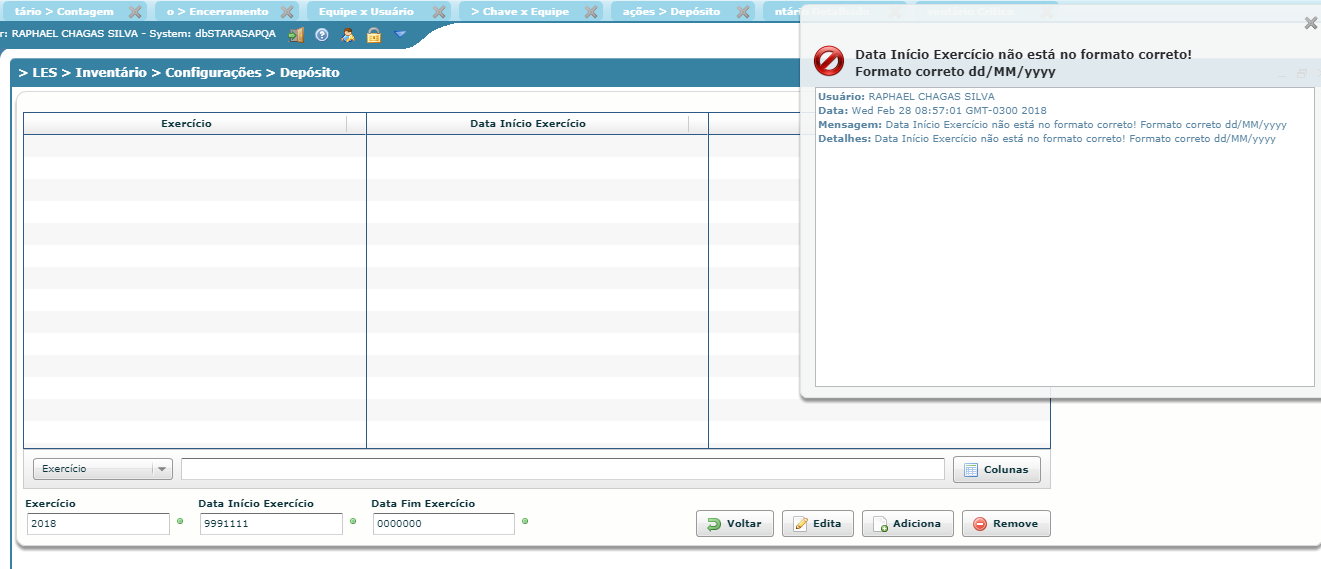 tário > Contagem
o > Encerramento
Equipe x Usuário
> Chave x Equipe
ações > Depósito
r: RAPHAEL CHAGAS SILVA - System: dbSTARASAPQA
> LES > Inventário > Configurações > Depósito
Data Início Exercício não está no formato correto!
Formato correto dd/MM/yyyy
Usuário: RAPHAEL CHAGAS SILVA
Data: Wed Feb 28 08:57:01 GMT-0300 2018
Mensagem: Data Início Exercício não está no formato correto! Formato correto dd/MM/yyyy
Detalhes: Data Início Exercício não está no formato correto! Formato correto dd/MM/yyyy
Exercício
Data Início Exercício
Exercício
Colunas
Exercício
Data Início Exercício
Data Fim Exercício
2018
9991111
0000000
Voltar
Edita
Adiciona
Remove